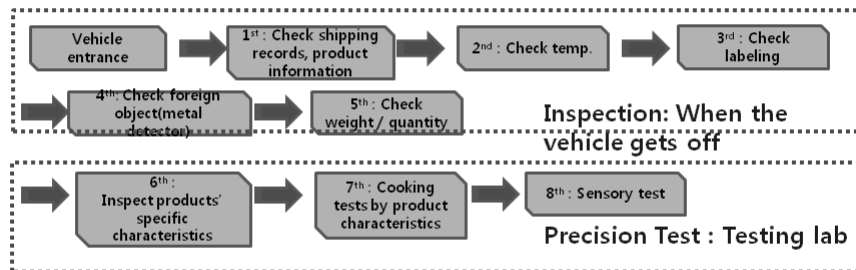 Vehicle
entrance
1st : Check shipping
records, product
information
2nd : Check temp.
3rd : Check
labeling
4th: Check foreign
object(metal
detector)
5th : Check
weight / quantity
Inspection: When the
vehicle gets off
6th :
Inspect products’
specific
characteristics
7th : Cooking
tests by product
characteristics
8th : Sensory test
Precision Test : Testing lab